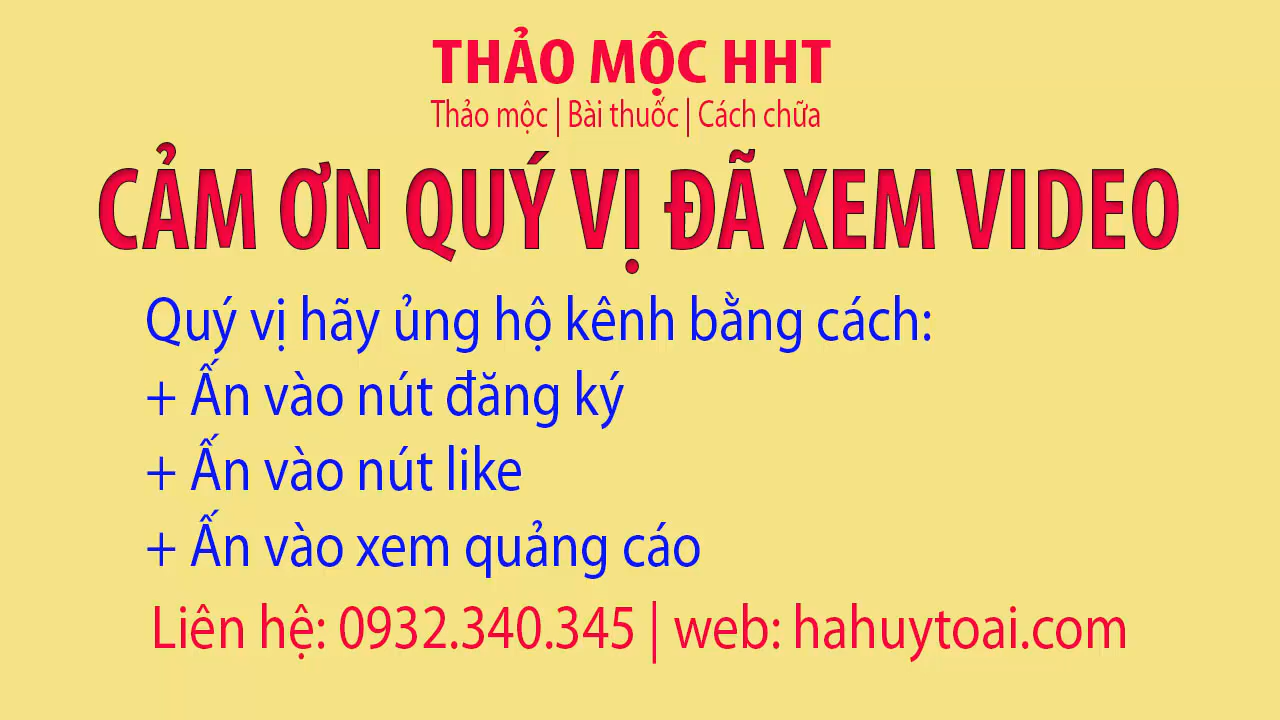 THẢO MỘC HHT
Thảo mộc | Bài thuốc | Cách chữa
CẢM ƠN QUÝ VỊ ĐÃ XEM VIDEO
Quý vị hãy ủng hộ kênh bằng cách:
+ Ấn vào nút đăng ký
+ Ấn vào nút like
+ Ấn vào xem quảng cáo
Liên hệ: 0932.340.345 | web: hahuytoai.com